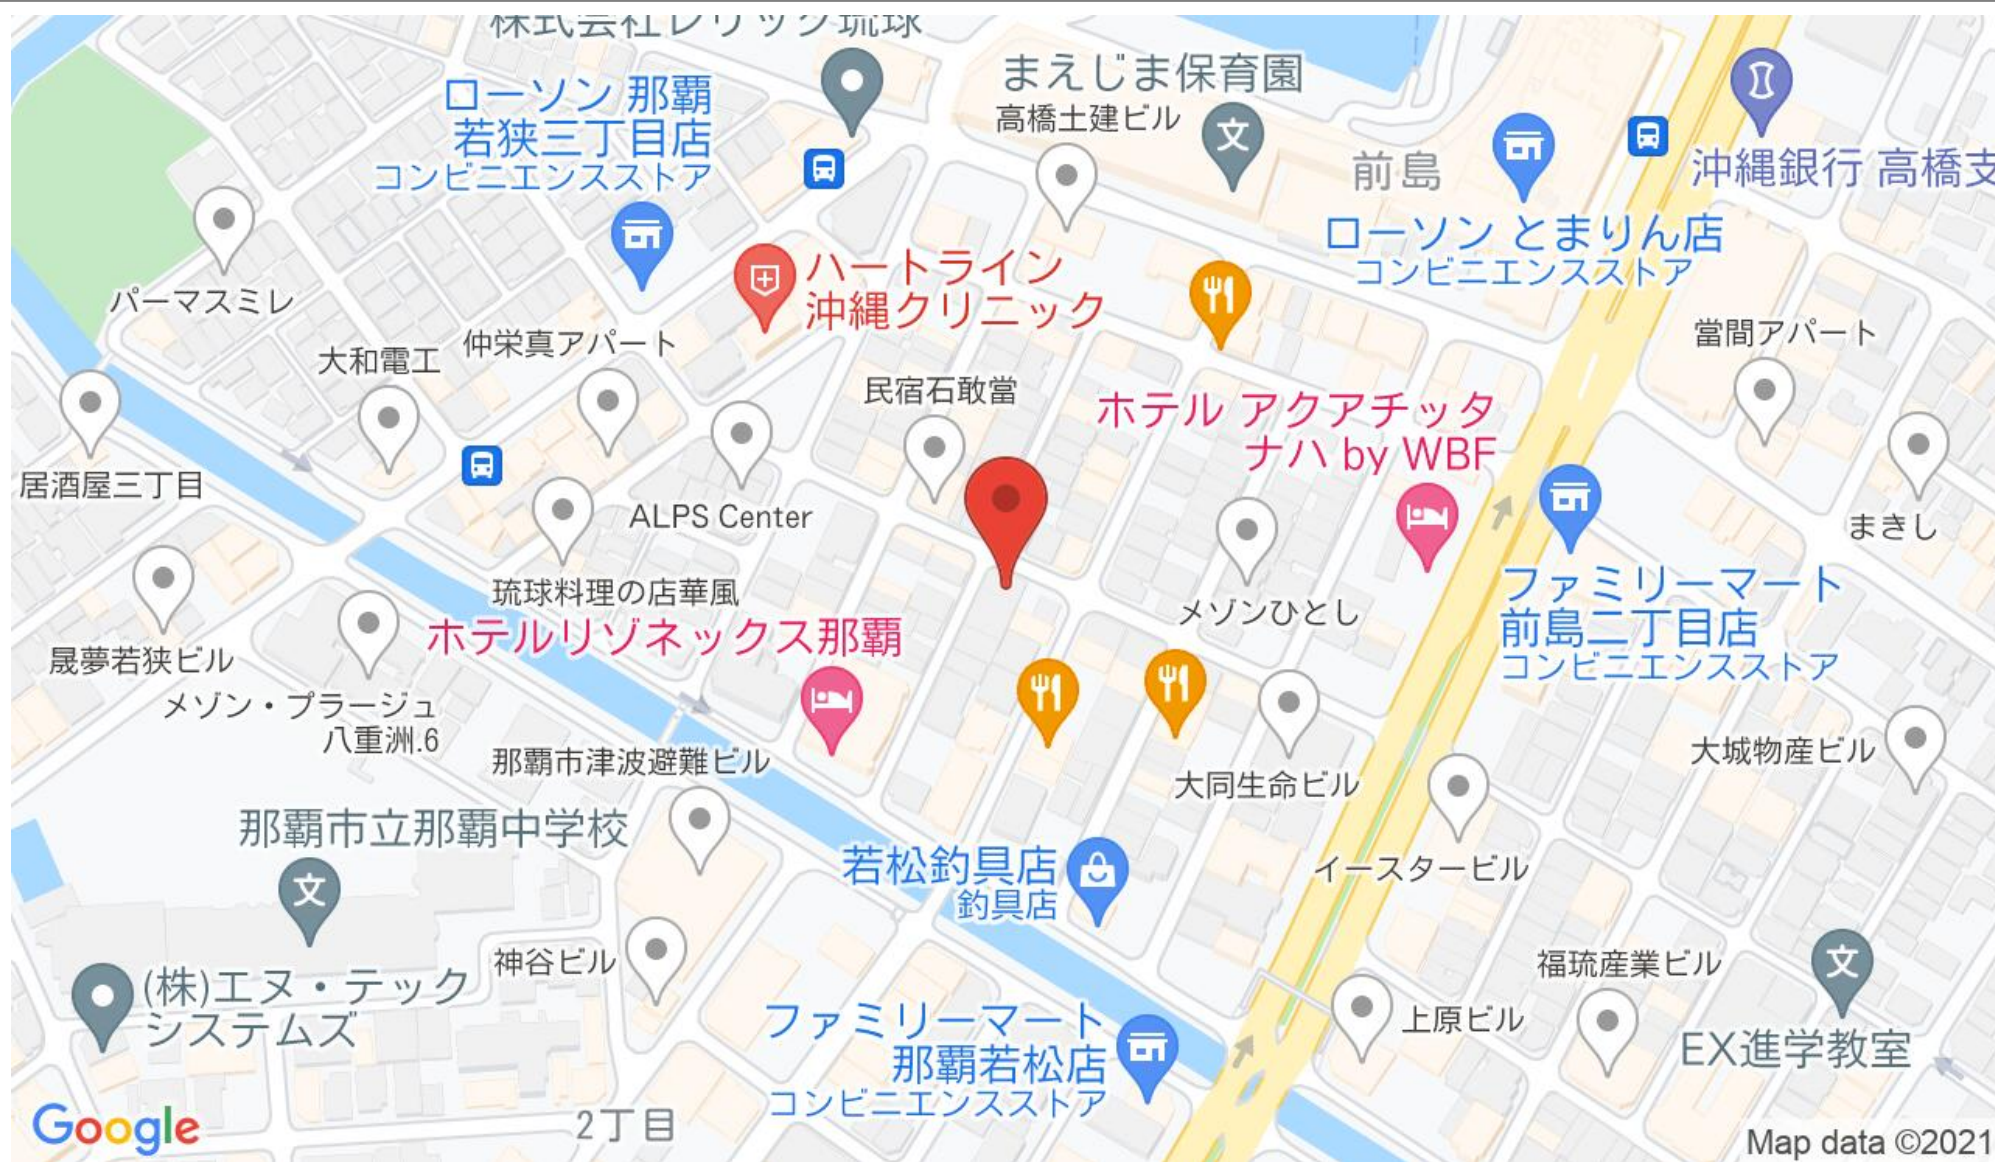 株式会社レリック琉球
まえじま保育園
高橋土建ビル
ローソン 那覇
若狭三丁目店
コンビニエンスストア
前島
沖縄銀行 高橋支
ローソン とまりん店
コンビニエンスストア
パーマスミレ
ハートライン
沖縄クリニック
當間アパート
大和電工
仲栄真アパート
民宿石敢當
ホテル アクアチッタ
ナハ by WBF
居酒屋三丁目
ALPS Center
まきし
琉球料理の店華風
メゾンひとし
ファミリーマート
前島二丁目店
コンビニエンスストア
ホテルリゾネックス那覇
晟夢若狭ビル
メゾン・プラージュ
八重洲.6
那覇市津波避難ビル
大同生命ビル
大城物産ビル
那覇市立那覇中学校
若松釣具店
釣具店
イースタービル
神谷ビル
福琉産業ビル
(株)エヌ・テック
システムズ
上原ビル
ファミリーマート
那覇若松店
コンビニエンスストア
EX進学教室
2丁目
Google
Map data ©2021